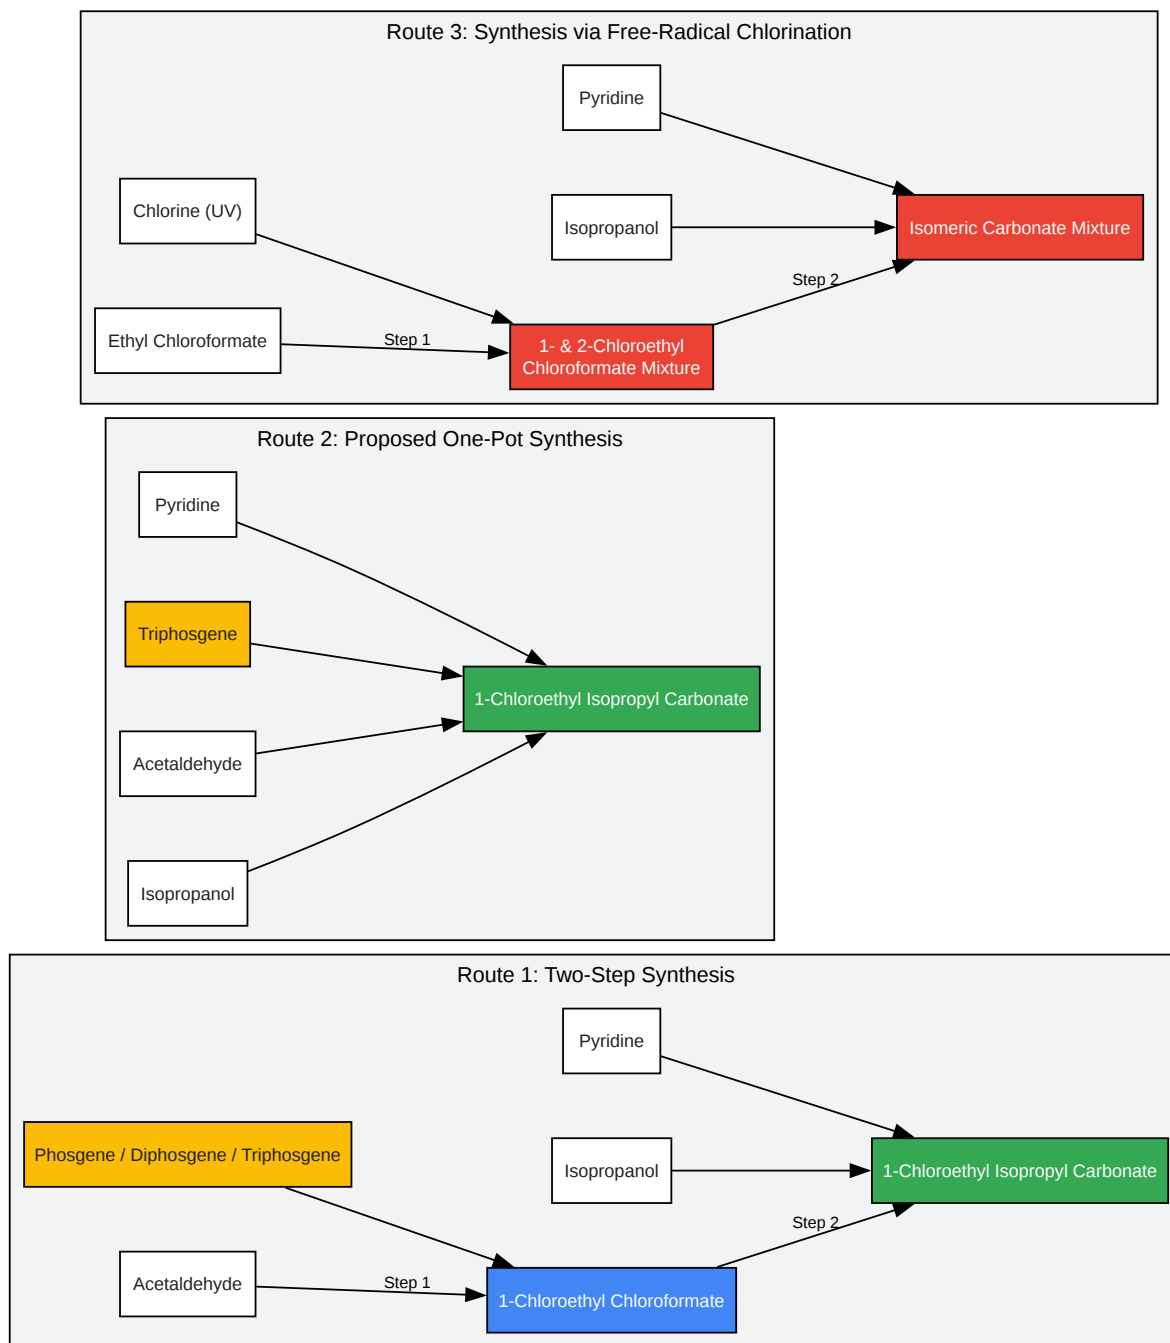 Route 3: Synthesis via Free-Radical Chlorination
Pyridine
Chlorine (UV)
Isopropanol
Isomeric Carbonate Mixture
Step 2
Ethyl Chloroformate
Step 1
1- & 2-Chloroethyl
Chloroformate Mixture
Route 2: Proposed One-Pot Synthesis
Pyridine
Triphosgene
1-Chloroethyl Isopropyl Carbonate
Acetaldehyde
Isopropanol
Route 1: Two-Step Synthesis
Pyridine
Phosgene / Diphosgene / Triphosgene
Isopropanol
1-Chloroethyl Isopropyl Carbonate
Step 2
Acetaldehyde
Step 1
1-Chloroethyl Chloroformate